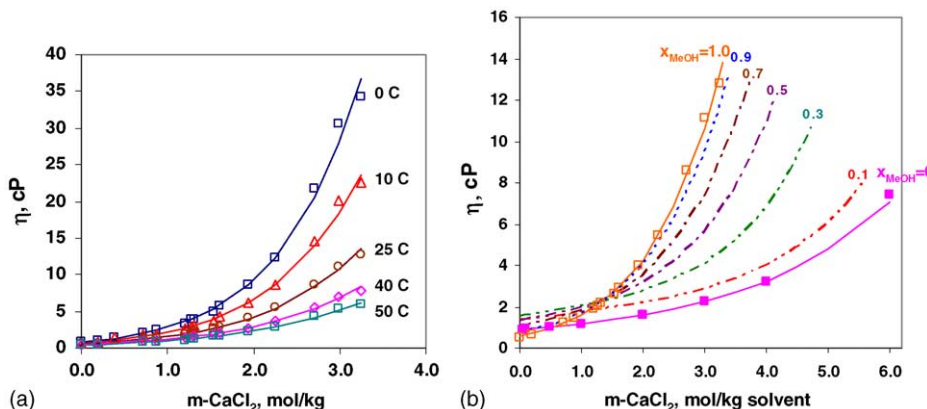 (a)
η, cP
40
35
30
25
20
15
10
5
0
0.0 1.0 2.0 3.0 4.0
m-CaCl₂, mol/kg
0 C
10 C
25 C
40 C
50 C
(b)
η, cP
16
14
12
10
8
6
4
2
0
0.0 1.0 2.0 3.0 4.0 5.0 6.0
m-CaCl₂, mol/kg solvent
x_MeOH=1.0
0.9
0.7
0.5
0.3
0.1
x_MeOH=